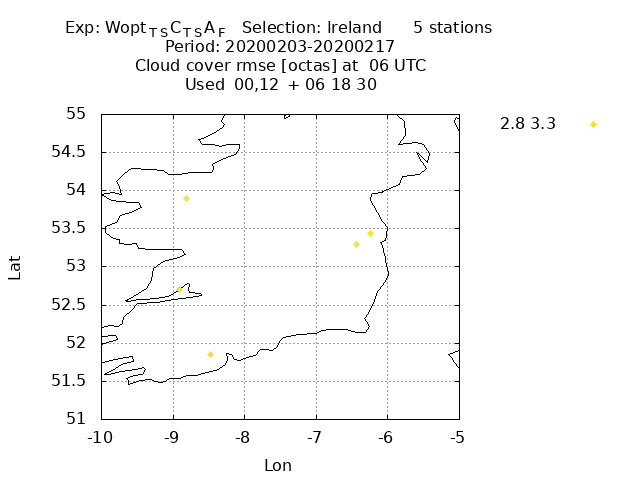 Exp: Wopt_TS C_TS A_F   Selection: Ireland      5 stations
Period: 20200203-20200217
Cloud cover rmse [octas] at  06 UTC
Used  00,12  + 06 18 30
2.8 3.3
55
54.5
54
53.5
53
52.5
52
51.5
51
Lat
-10 -9 -8 -7 -6 -5
Lon